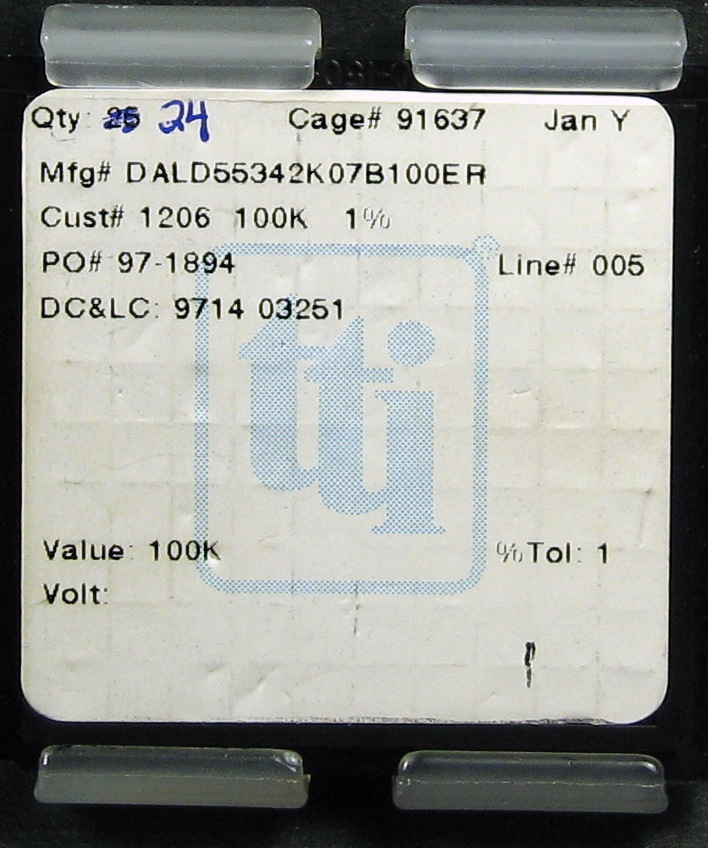 Qty: 25 24 Cage# 91637 Jan Y
Mfg# DALD55342K07B100ER
Cust# 1206 100K 1%
PO# 97-1894 Line# 005
DC&LC: 9714 03251
tti
Value: 100K %Tol: 1
Volt: